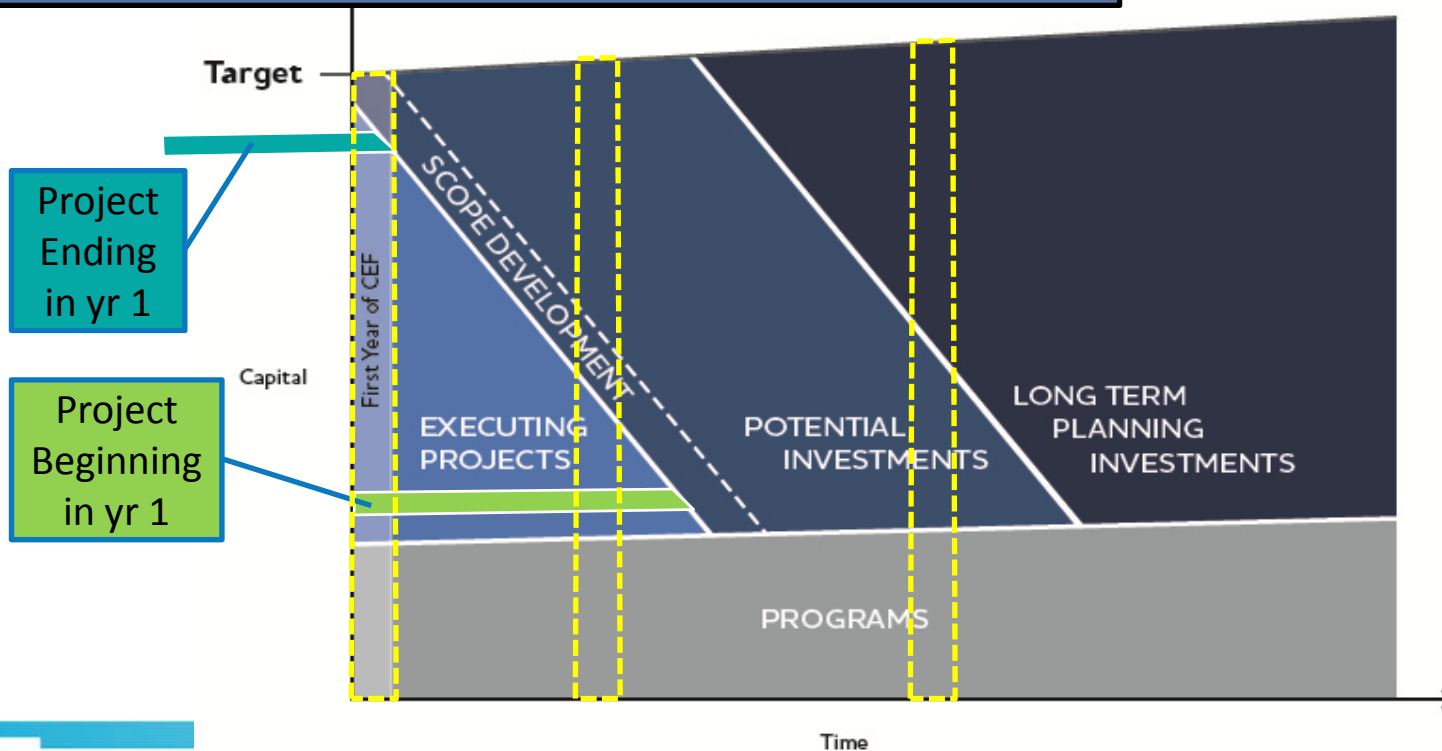 Target
Project
Ending
in yr 1
Capital
Project
Beginning
in yr 1
First Year of CEF
SCOPE DEVELOPMENT
EXECUTING
PROJECTS
POTENTIAL
INVESTMENTS
LONG TERM
PLANNING
INVESTMENTS
PROGRAMS
Time